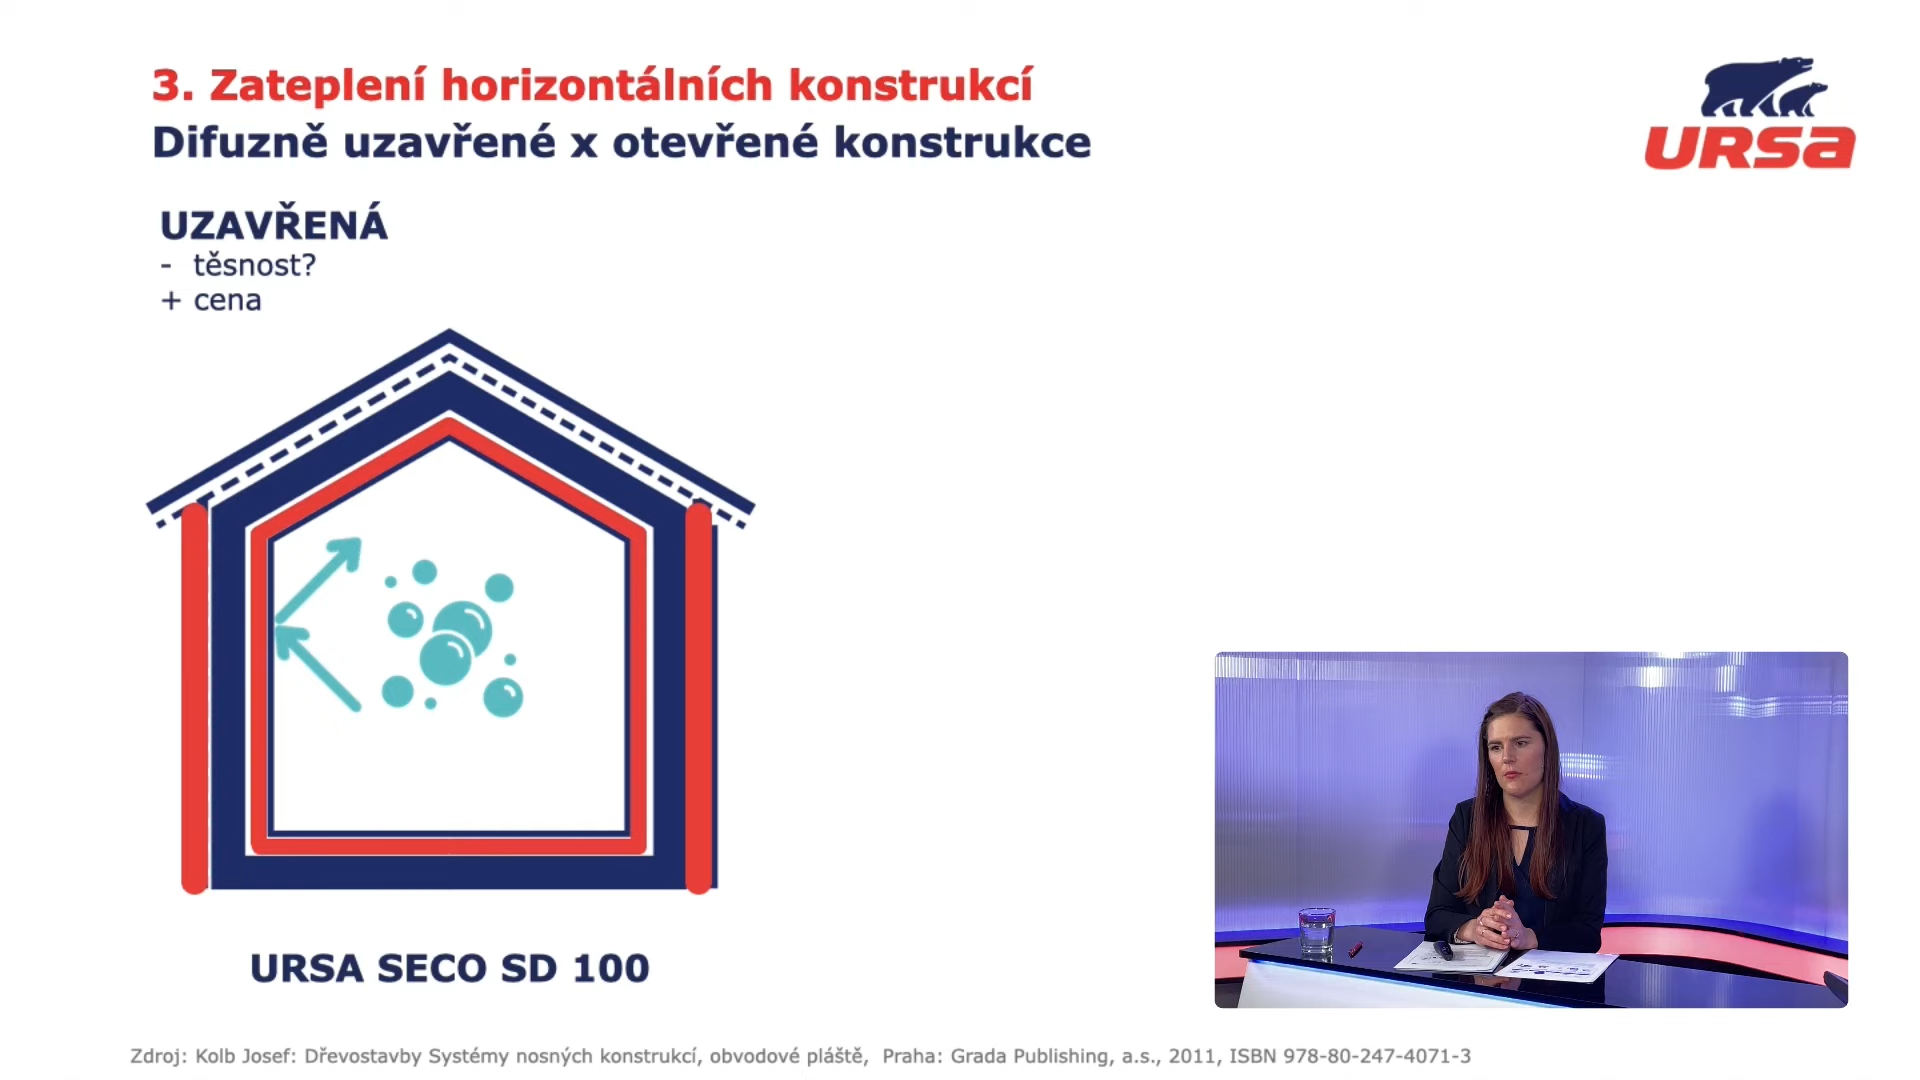 3. Zateplení horizontálních konstrukcí
Difuzně uzavřené x otevřené konstrukce
URSA
UZAVŘENÁ
- těsnost?
+ cena
URSA SECO SD 100
Zdroj: Kolb Josef: Dřevostavby Systémy nosných konstrukcí, obvodové pláště, Praha: Grada Publishing, a.s., 2011, ISBN 978-80-247-4071-3